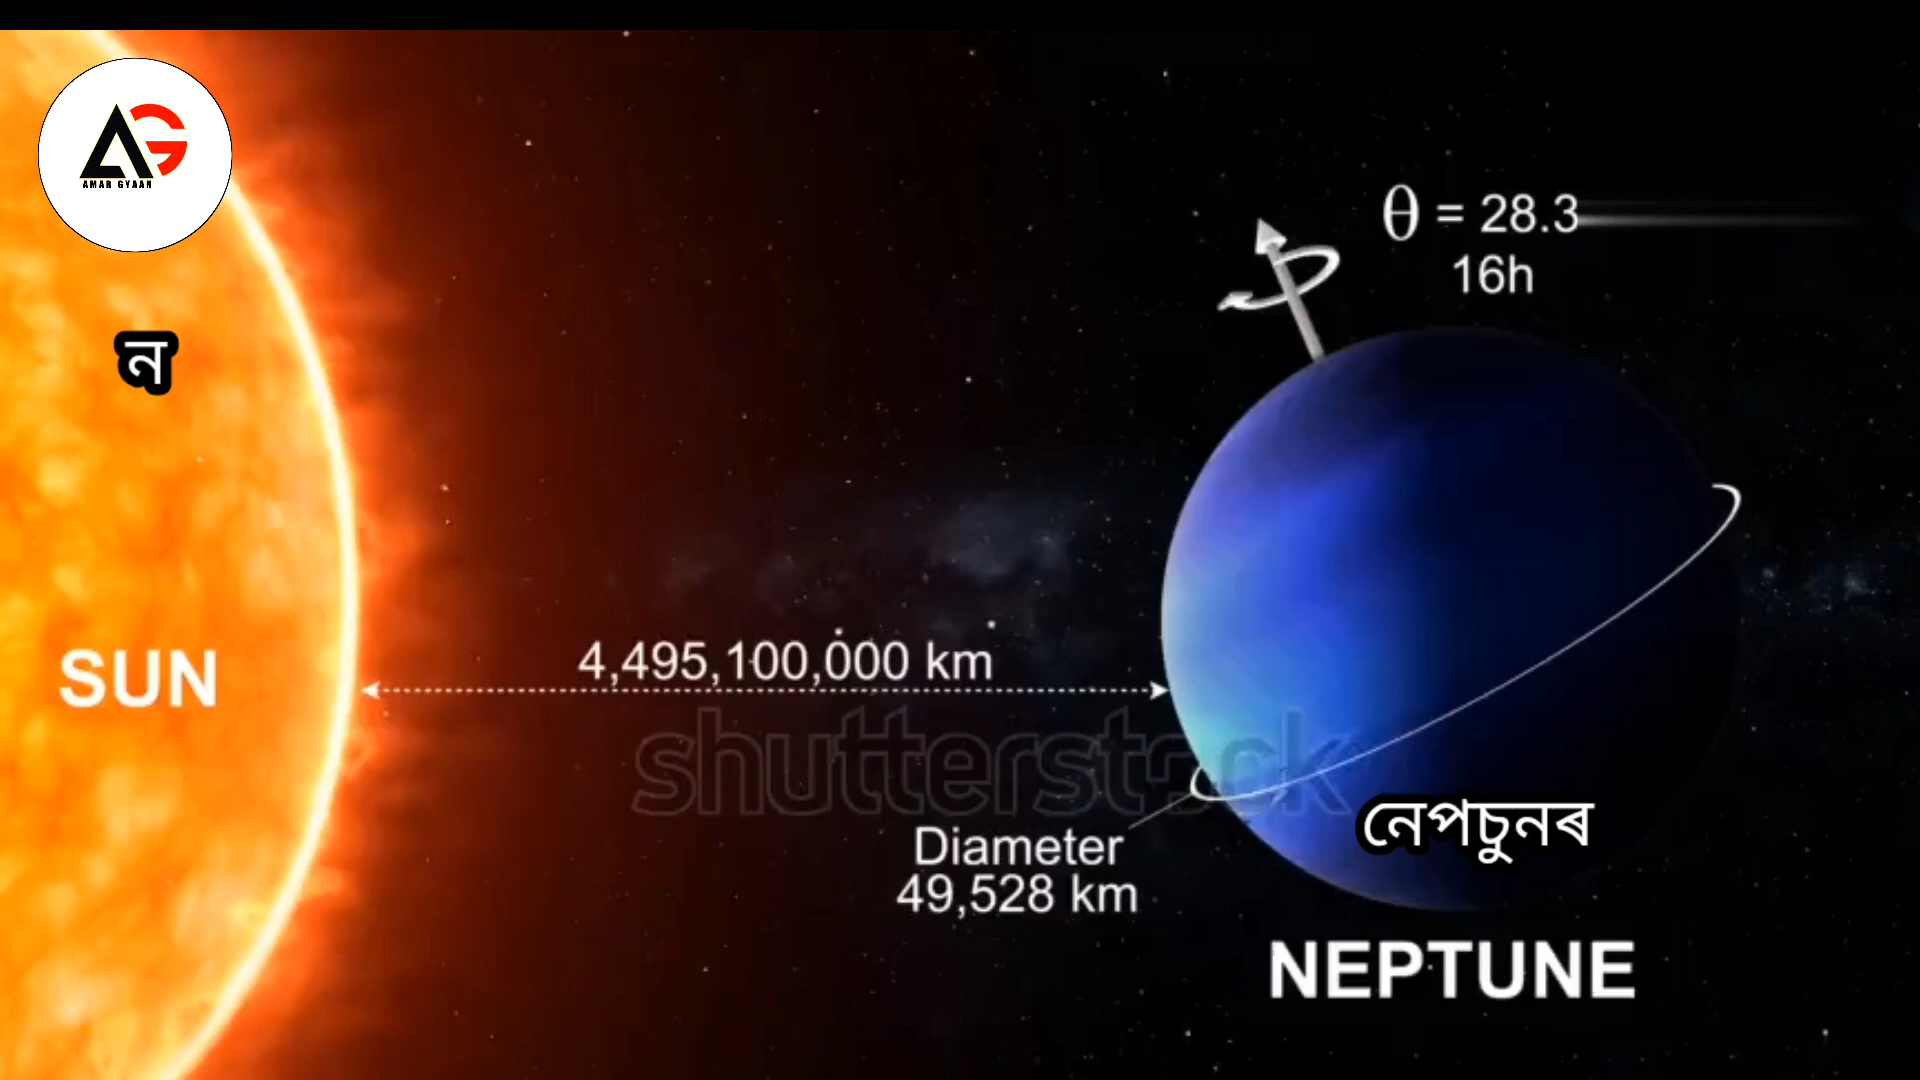 AG
AMAR GYAAN
ন
SUN
θ = 28.3
16h
4,495,100,000 km
shutterstock
Diameter
49,528 km
নেপচুনৰ
NEPTUNE